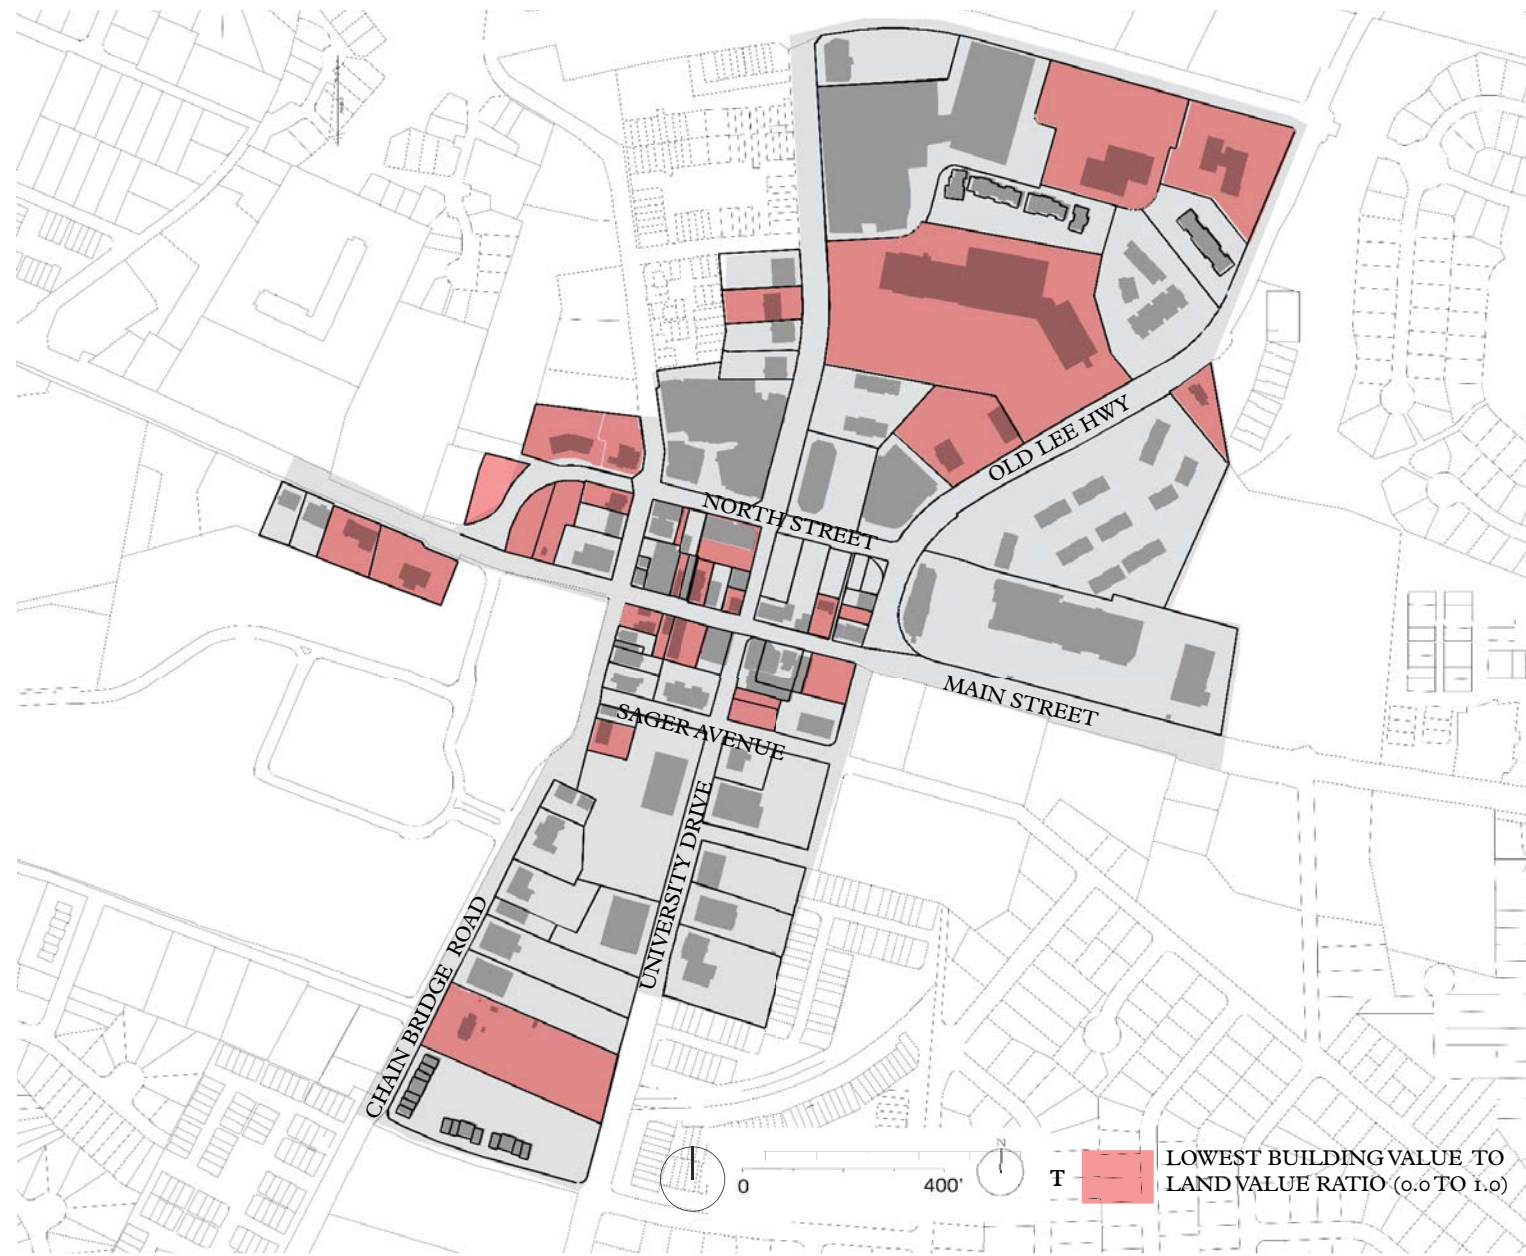 OLD LEE HWY
NORTH STREET
MAIN STREET
SAGER AVENUE
UNIVERSITY DRIVE
CHAIN BRIDGE ROAD
N
0 400'
T
LOWEST BUILDING VALUE TO
LAND VALUE RATIO (0.0 TO 1.0)